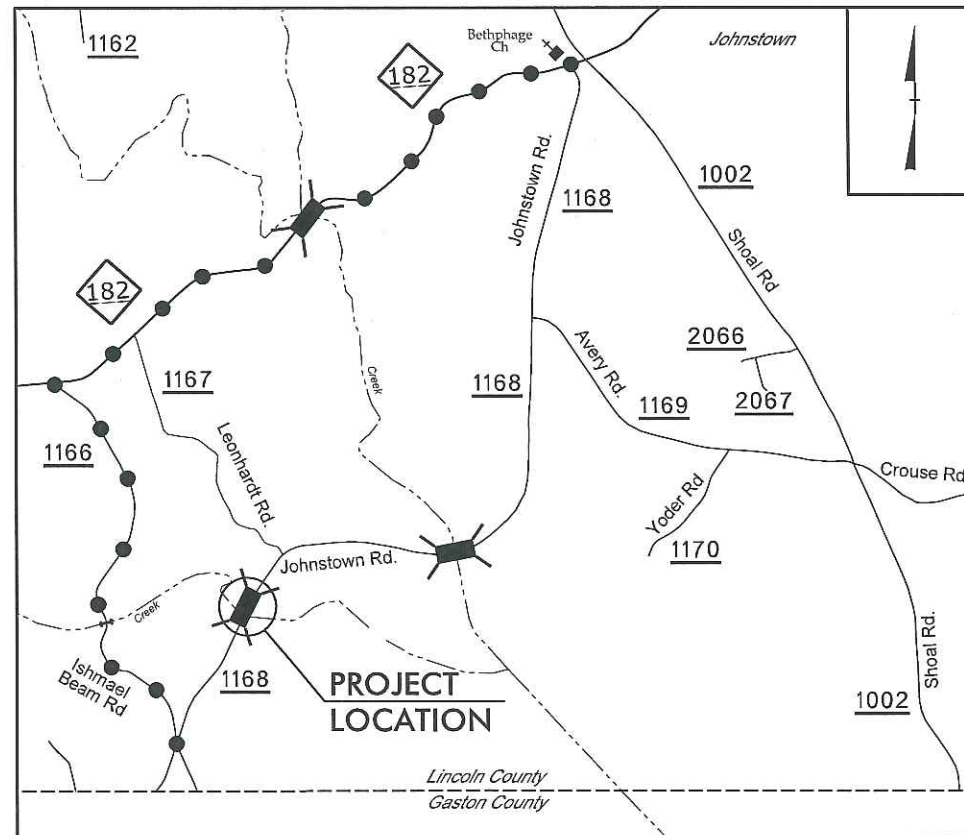 1162
Bethphage
Ch
Johnstown
182
1002
Johnstown Rd.
1168
Shoal Rd
182
2066
1167
1168
Avery Rd.
Creek
1169
2067
1166
Leonhardt Rd.
Crouse Rd
Yoder Rd
Johnstown Rd.
1170
Creek
Ishmael
Beam Rd
1168
PROJECT
LOCATION
Shoal Rd.
1002
Lincoln County
Gaston County